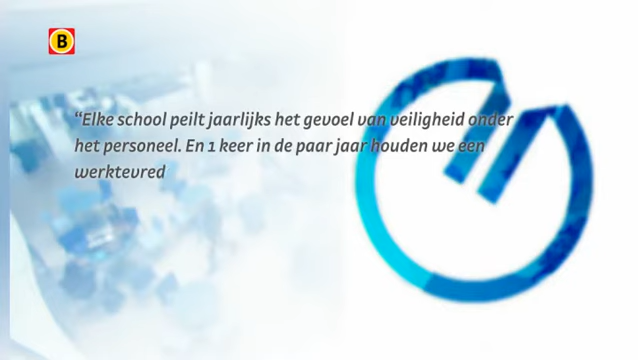 B
“Elke school peilt jaarlijks het gevoel van veiligheid onder
het personeel. En 1 keer in de paar jaar houden we een
werktevred